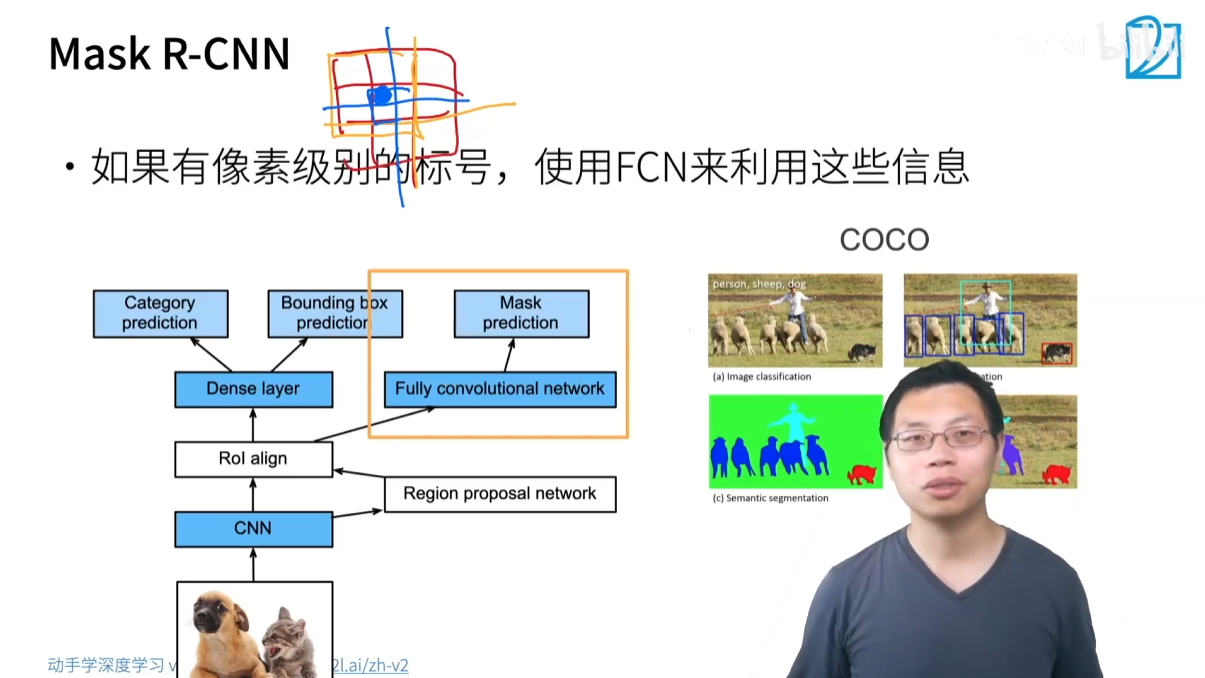 Mask R-CNN
bilibili
• 如果有像素级别的标号，使用FCN来利用这些信息
COCO
Category prediction
Bounding box prediction
Mask prediction
Dense layer
Fully convolutional network
RoI align
Region proposal network
CNN
person, sheep, dog
(a) Image classification
ation
(c) Semantic segmentation
动手学深度学习 v
2l.ai/zh-v2